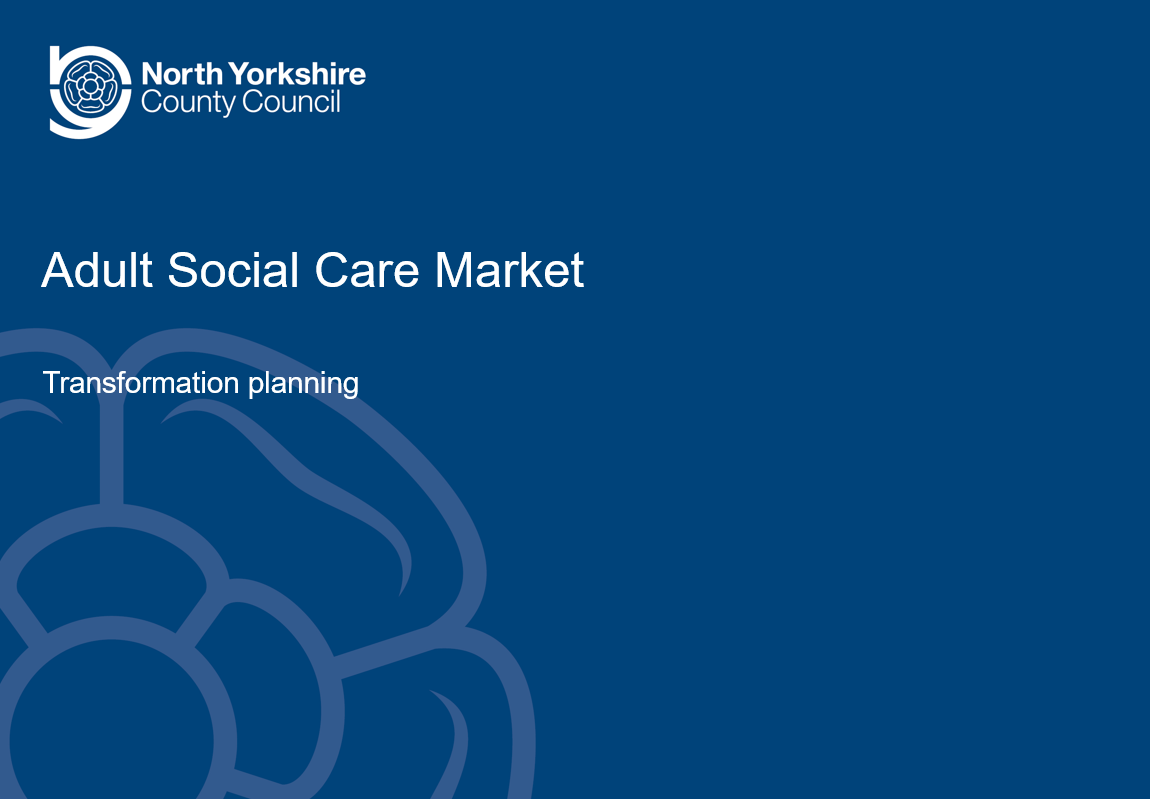 North Yorkshire
County Council
Adult Social Care Market
Transformation planning